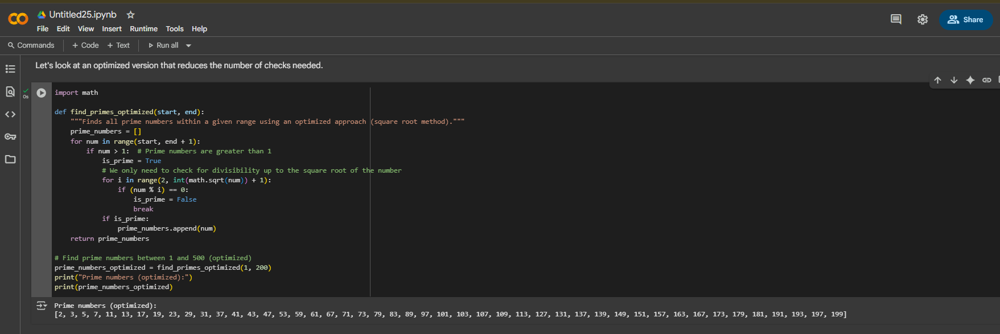 Untitled25.ipynb
File Edit View Insert Runtime Tools Help
Share
Commands + Code + Text Run all
Let's look at an optimized version that reduces the number of checks needed.
0s
import math
def find_primes_optimized(start, end):
    """Finds all prime numbers within a given range using an optimized approach (square root method)."""
    prime_numbers = []
    for num in range(start, end + 1):
        if num > 1:  # Prime numbers are greater than 1
            is_prime = True
            # We only need to check for divisibility up to the square root of the number
            for i in range(2, int(math.sqrt(num)) + 1):
                if (num % i) == 0:
                    is_prime = False
                    break
            if is_prime:
                prime_numbers.append(num)
    return prime_numbers
# Find prime numbers between 1 and 500 (optimized)
prime_numbers_optimized = find_primes_optimized(1, 200)
print("Prime numbers (optimized):")
print(prime_numbers_optimized)
Prime numbers (optimized):
[2, 3, 5, 7, 11, 13, 17, 19, 23, 29, 31, 37, 41, 43, 47, 53, 59, 61, 67, 71, 73, 79, 83, 89, 97, 101, 103, 107, 109, 113, 127, 131, 137, 139, 149, 151, 157, 163, 167, 173, 179, 181, 191, 193, 197, 199]